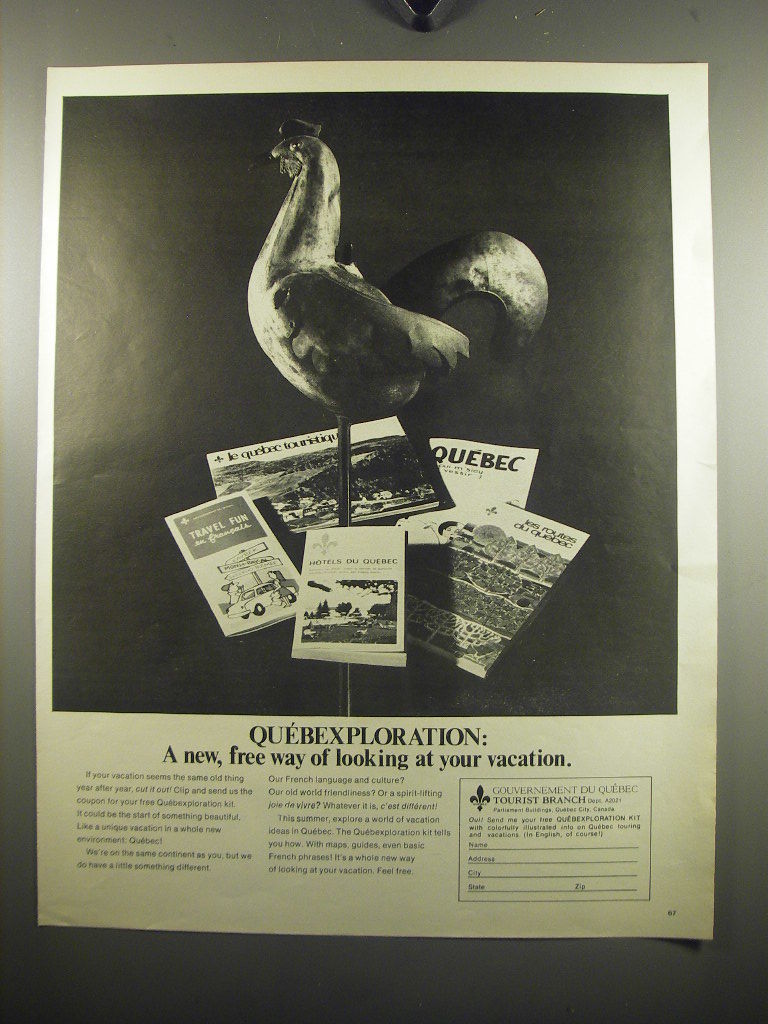 + le québec touristique
QUÉBEC
TRAVEL FUN
en français
HÔTELS DU QUÉBEC
les routes
du québec
QUÉBEXPLORATION:
A new, free way of looking at your vacation.
If your vacation seems the same old thing
year after year, cut it out! Clip and send us the
coupon for your free Québexploration kit.
It could be the start of something beautiful.
Like a unique vacation in a whole new
environment: Québec!
We're on the same continent as you, but we
do have a little something different.
Our French language and culture?
Our old world friendliness? Or a spirit-lifting
joie de vivre? Whatever it is, c'est différent!
This summer, explore a world of vacation
ideas in Québec. The Québexploration kit tells
you how. With maps, guides, even basic
French phrases! It's a whole new way
of looking at your vacation. Feel free.
GOUVERNEMENT DU QUÉBEC
TOURIST BRANCH Dept. A2021
Parliament Buildings, Québec City, Canada
Oui! Send me your free QUÉBEXPLORATION KIT
with colorfully illustrated info on Québec touring
and vacations. (In English, of course!)
Name
Address
City
State Zip
67